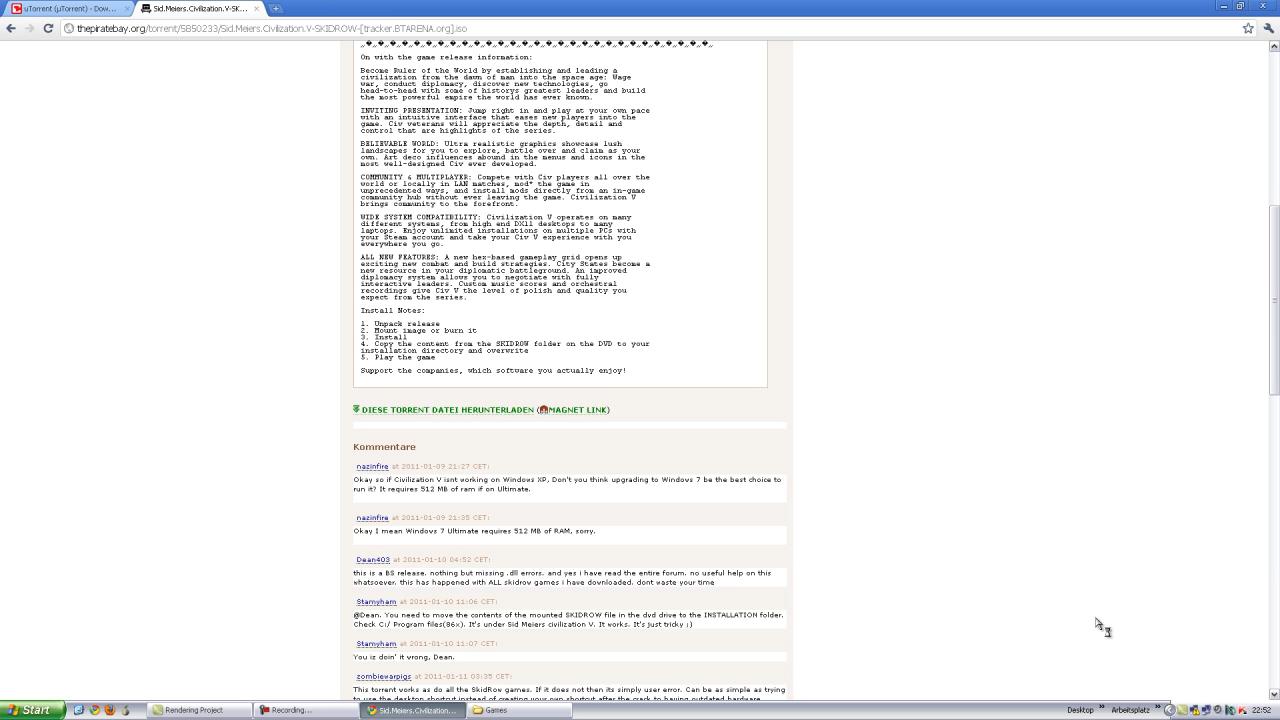 uTorrent (µTorrent) - Dow...
Sid.Meiers.Civilization.V-SK...
thepiratebay.org/torrent/5850233/Sid.Meiers.Civilization.V-SKIDROW-[tracker.BTARENA.org].iso
On with the game release information:
Become Ruler of the World by establishing and leading a
civilization from the dawn of man into the space age: Wage
war, conduct diplomacy, discover new technologies, go
head-to-head with some of historys greatest leaders and build
the most powerful empire the world has ever known.
INVITING PRESENTATION: Jump right in and play at your own pace
with an intuitive interface that eases new players into the
game. Civ veterans will appreciate the depth, detail and
control that are highlights of the series.
BELIEVABLE WORLD: Ultra realistic graphics showcase lush
landscapes for you to explore, battle over and claim as your
own. Art deco influences abound in the menus and icons in the
most well-designed Civ ever developed.
COMMUNITY & MULTIPLAYER: Compete with Civ players all over the
world or locally in LAN matches, mod* the game in
unprecedented ways, and install mods directly from an in-game
community hub without ever leaving the game. Civilization V
brings community to the forefront.
WIDE SYSTEM COMPATIBILITY: Civilization V operates on many
different systems, from high end DX11 desktops to many
laptops. Enjoy unlimited installations on multiple PCs with
your Steam account and take your Civ V experience with you
everywhere you go.
ALL NEW FEATURES: A new hex-based gameplay grid opens up
exciting new combat and build strategies. City States become a
new resource in your diplomatic battleground. An improved
diplomacy system allows you to negotiate with fully
interactive leaders. Custom music scores and orchestral
recordings give Civ V the level of polish and quality you
expect from the series.
Install Notes:
1. Unpack release
2. Mount image or burn it
3. Install
4. Copy the content from the SKIDROW folder on the DVD to your
installation directory and overwrite
5. Play the game
Support the companies, which software you actually enjoy!
DIESE TORRENT DATEI HERUNTERLADEN (MAGNET LINK)
Kommentare
nazinfire at 2011-01-09 21:27 CET:
Okay so if Civilization V isnt working on Windows XP, Don't you think upgrading to Windows 7 be the best choice to
run it? It requires 512 MB of ram if on Ultimate.
nazinfire at 2011-01-09 21:35 CET:
Okay I mean Windows 7 Ultimate requires 512 MB of RAM, sorry.
Dean403 at 2011-01-10 04:52 CET:
this is a BS release. nothing but missing .dll errors. and yes i have read the entire forum. no useful help on this
whatsoever. this has happened with ALL skidrow games i have downloaded. dont waste your time
Stamyham at 2011-01-10 11:06 CET:
@Dean. You need to move the contents of the mounted SKIDROW file in the dvd drive to the INSTALLATION folder.
Check C:/ Program files(86x). It's under Sid Meiers civilization V. It works. It's just tricky ;)
Stamyham at 2011-01-10 11:07 CET:
You iz doin' it wrong, Dean.
zombiewarpigs at 2011-01-11 03:35 CET:
This torrent works as do all the SkidRow games. If it does not then its simply user error. Can be as simple as trying
to use the desktop shortcut instead of creating your own shortcut after the crack to having outdated hardware.
Start
Rendering Project
Recording...
Sid.Meiers.Civilization...
Games
Desktop
Arbeitsplatz
22:52